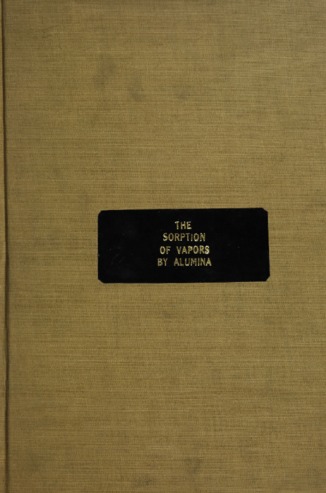 THE
SORPTION
OF VAPORS
BY ALUMINA